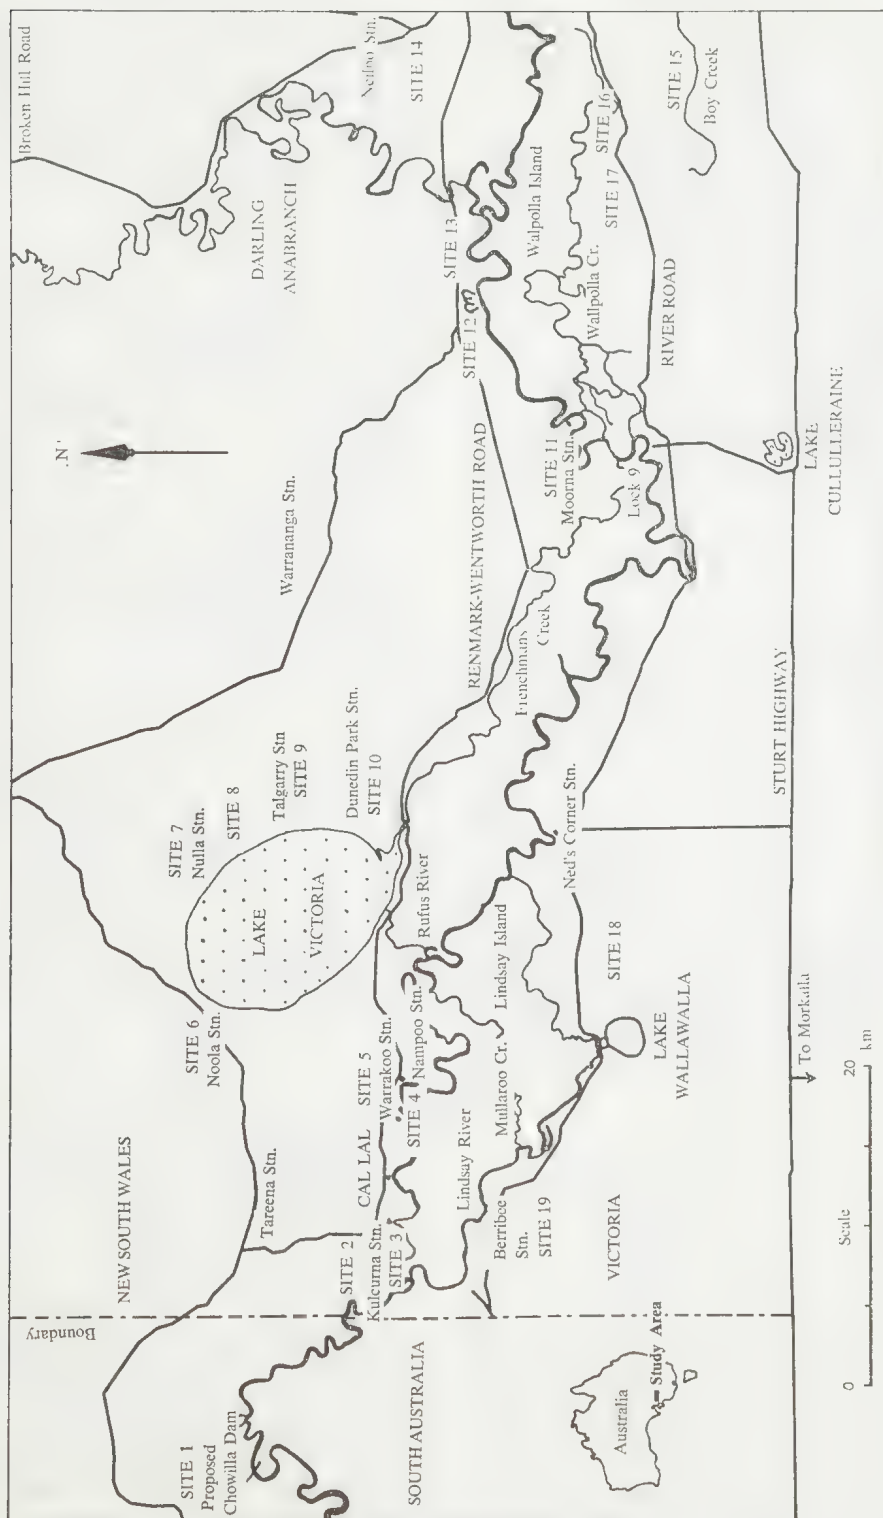 Broken Hill Road
.N'
NEW SOUTH WALES
Boundary
SITE 1
Proposed
Chowilla Dam
SOUTH AUSTRALIA
Australia
Study Area
Tareena Stn.
SITE 2
Kulcurna Stn.
SITE 3
CAL LAL
SITE 5
Warrakoo Stn.
SITE 4
Nampoo Stn.
SITE 6
Noola Stn.
LAKE
VICTORIA
SITE 7
Nulla Stn.
SITE 8
Talgarry Stn
SITE 9
Dunedin Park Stn.
SITE 10
Rufus River
Warrananga Stn.
RENMARK-WENTWORTH ROAD
Frenchmans
Creek
DARLING
ANABRANCH
Neilpo Stn.
SITE 14
SITE 13
SITE 12
SITE 11
Moorna Stn.
Lock 9
Walpolla Island
Wallpolla Cr.
SITE 17
SITE 16
SITE 15
Boy Creek
RIVER ROAD
LAKE
CULLULLERAINE
STURT HIGHWAY
Ned's Corner Stn.
Lindsay Island
Mullaroo Cr.
Lindsay River
Berribee
Stn.
SITE 19
SITE 18
LAKE
WALLAWALLA
VICTORIA
To Morkalla
Scale
0
20
km